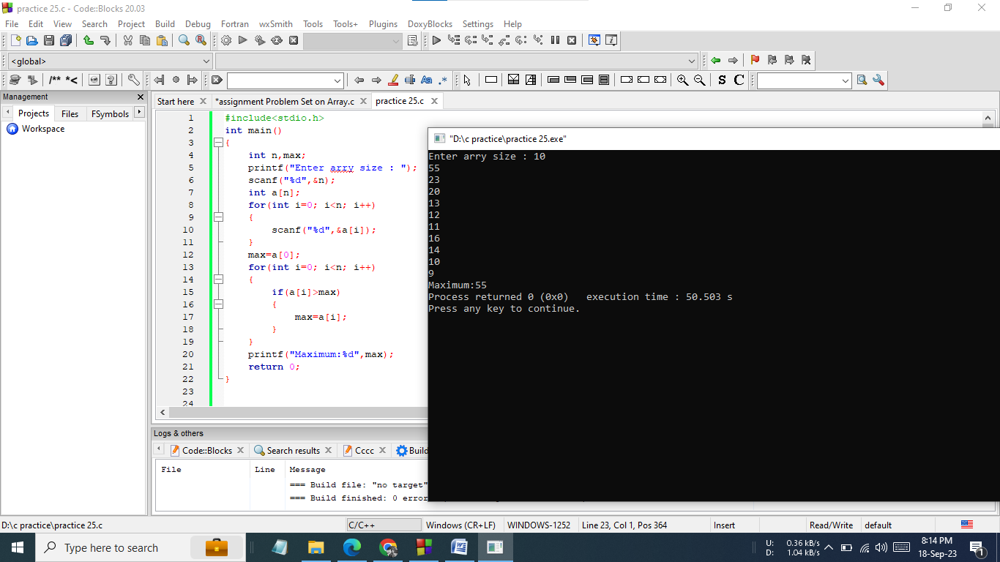 practice 25.c - Code::Blocks 20.03
File Edit View Search Project Build Debug Fortran wxSmith Tools Tools+ Plugins DoxyBlocks Settings Help
<global>
/** *<
Aa .*
S C
Management
Projects Files FSymbols
Workspace
Start here *assignment Problem Set on Array.c practice 25.c
1 #include<stdio.h>
2 int main()
3 {
4 int n,max;
5 printf("Enter arry size : ");
6 scanf("%d",&n);
7 int a[n];
8 for(int i=0; i<n; i++)
9 {
10 scanf("%d",&a[i]);
11 }
12 max=a[0];
13 for(int i=0; i<n; i++)
14 {
15 if(a[i]>max)
16 {
17 max=a[i];
18 }
19 }
20 printf("Maximum:%d",max);
21 return 0;
22 }
23
24
"D:\c practice\practice 25.exe"
Enter arry size : 10
55
23
20
13
12
11
16
14
10
9
Maximum:55
Process returned 0 (0x0) execution time : 50.503 s
Press any key to continue.
Logs & others
Code::Blocks Search results Cccc Build
File Line Message
=== Build file: "no target"
=== Build finished: 0 error
D:\c practice\practice 25.c C/C++ Windows (CR+LF) WINDOWS-1252 Line 23, Col 1, Pos 364 Insert Read/Write default
Type here to search
U: 0.36 kB/s
D: 1.04 kB/s
8:14 PM
18-Sep-23
1